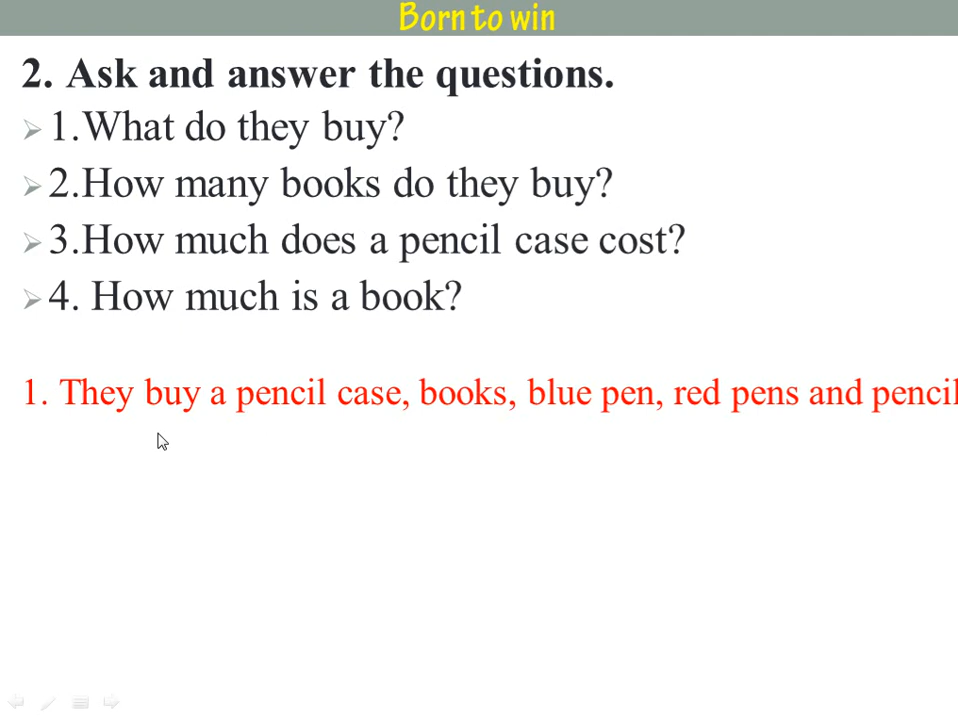 Born to win
2. Ask and answer the questions.
1.What do they buy?
2.How many books do they buy?
3.How much does a pencil case cost?
4. How much is a book?
1. They buy a pencil case, books, blue pen, red pens and pencil